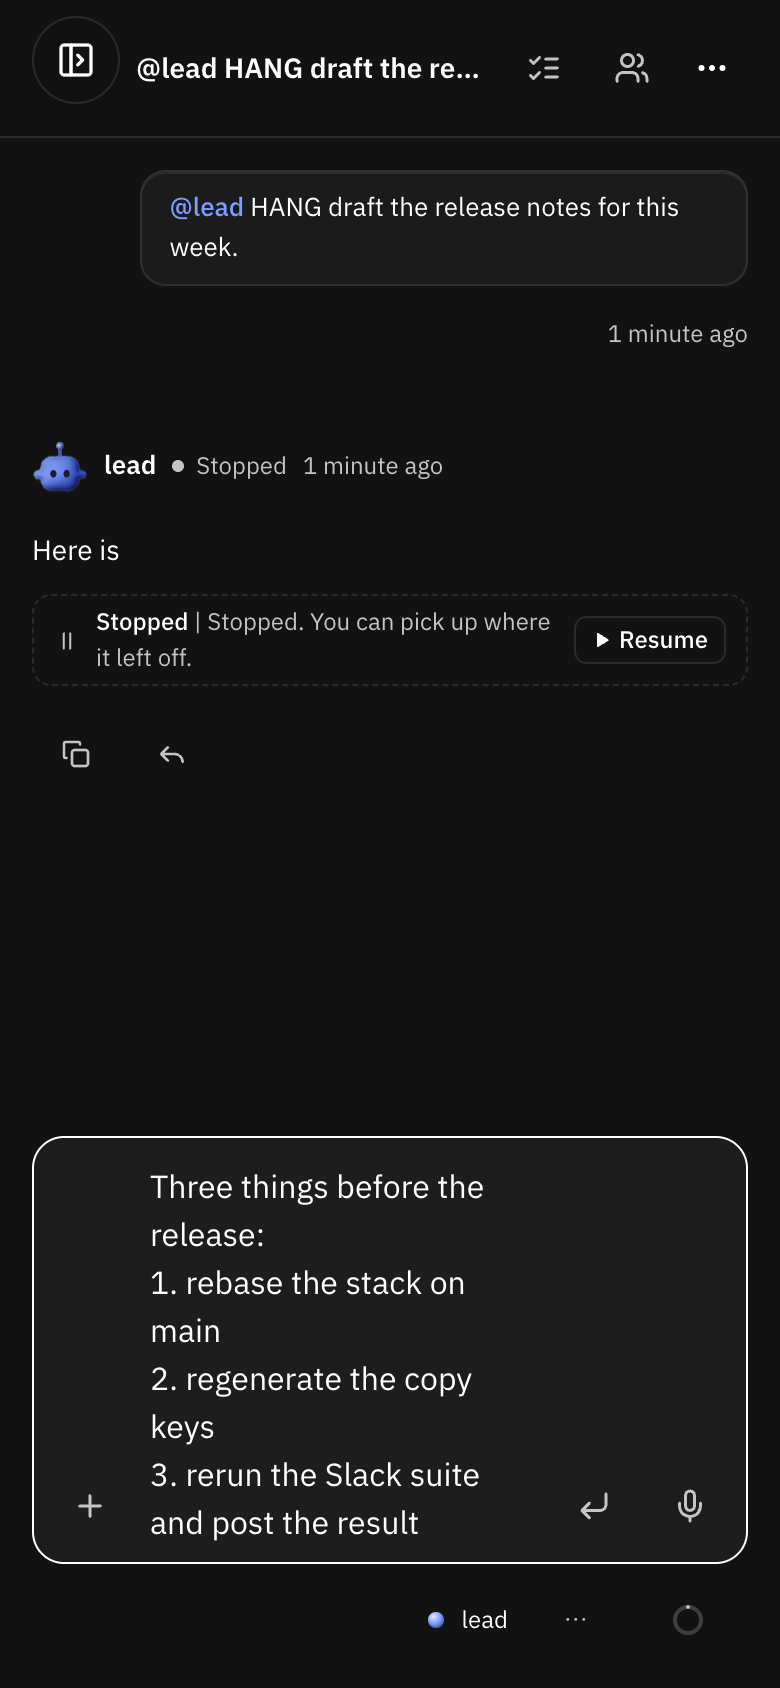 @lead HANG draft the re...
@lead HANG draft the release notes for this
week.
1 minute ago
lead Stopped 1 minute ago
Here is
Stopped | Stopped. You can pick up where
it left off.
Resume
Three things before the
release:
1. rebase the stack on
main
2. regenerate the copy
keys
3. rerun the Slack suite
and post the result
lead